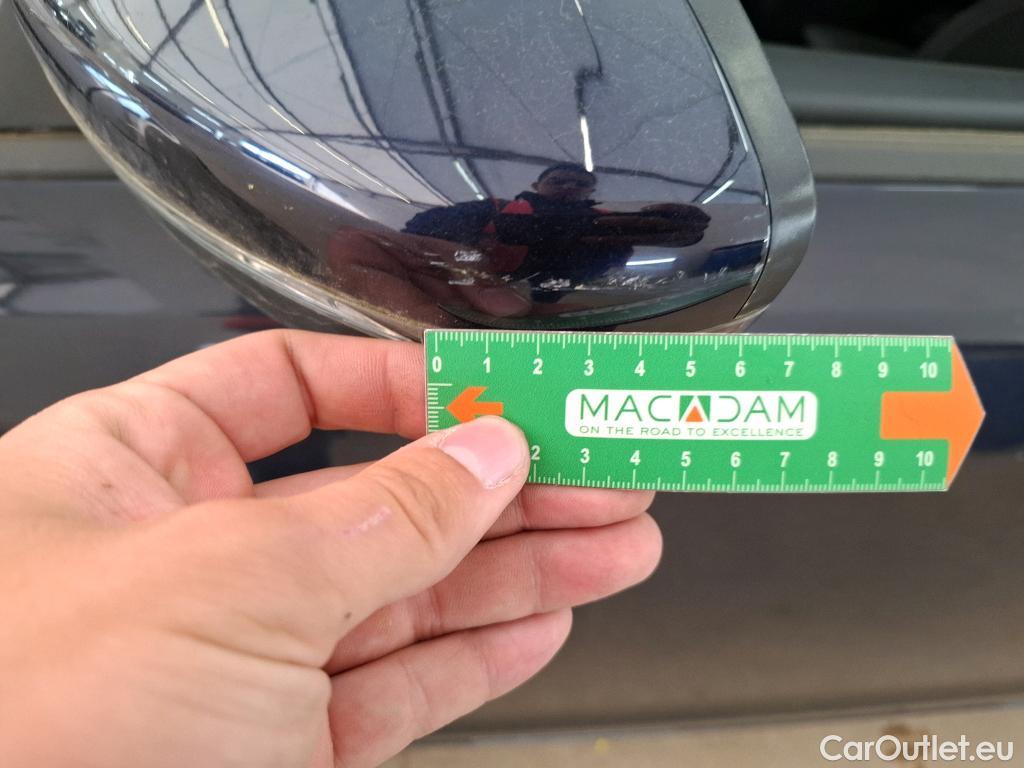 0 1 2 3 4 5 6 7 8 9 10
MACADAM
ON THE ROAD TO EXCELLENCE
2 3 4 5 6 7 8 9 10
CarOutlet.eu